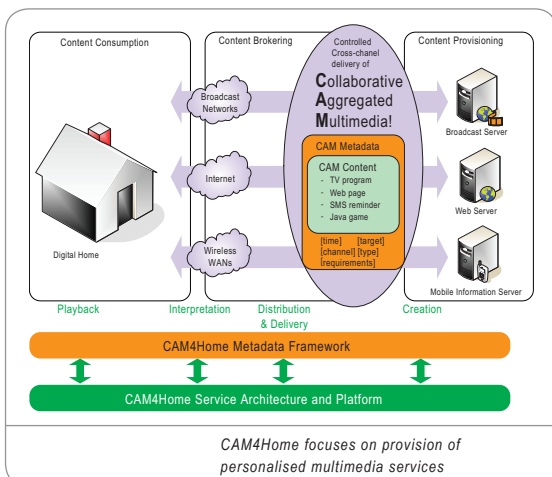 Content Consumption
Content Brokering
Controlled
Cross-chanel
delivery of
Collaborative
Aggregated
Multimedia!
Content Provisioning
Broadcast
Networks
Broadcast Server
CAM Metadata
CAM Content
- TV program
- Web page
- SMS reminder
- Java game
Internet
Web Server
[time] [target]
[channel] [type]
[requirements]
Digital Home
Wireless
WANs
Mobile Information Server
Playback
Interpretation
Distribution
& Delivery
Creation
CAM4Home Metadata Framework
CAM4Home Service Architecture and Platform
CAM4Home focuses on provision of
personalised multimedia services